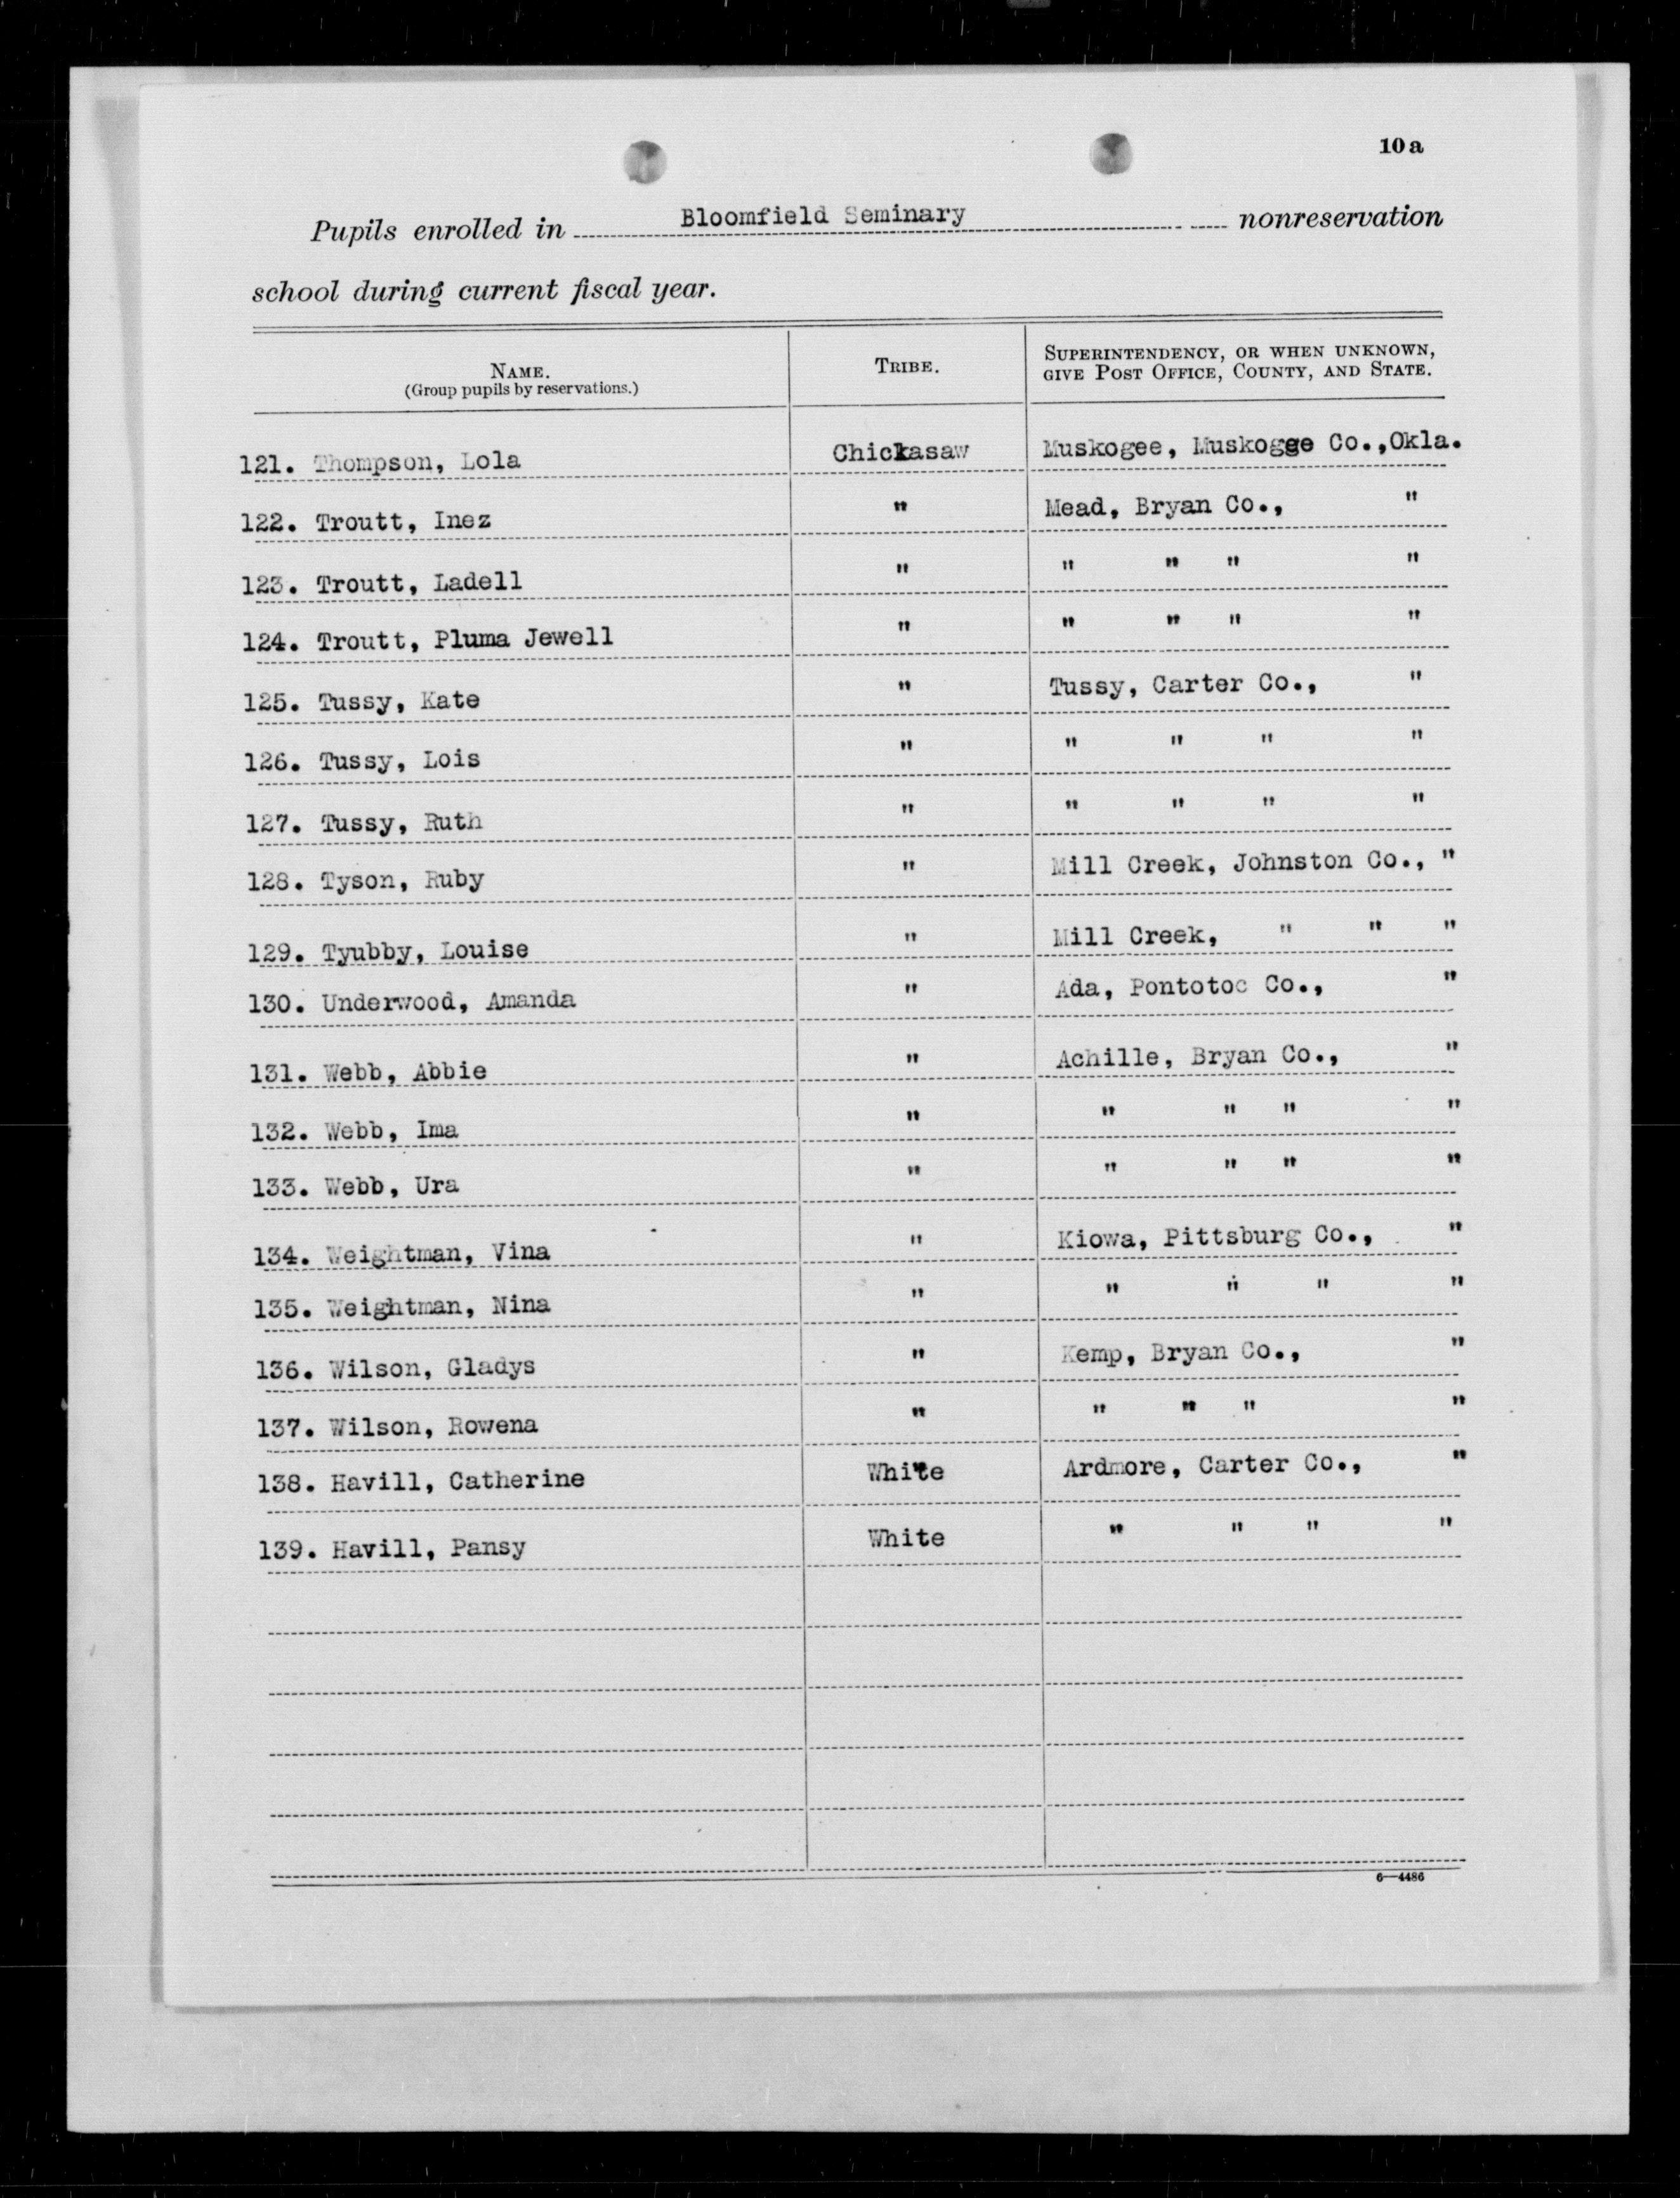 10a
Pupils enrolled in Bloomfield Seminary nonreservation
school during current fiscal year.
NAME. TRIBE. SUPERINTENDENCY, OR WHEN UNKNOWN,
(Group pupils by reservations.) GIVE POST OFFICE, COUNTY, AND STATE.
121. Thompson, Lola Chickasaw Muskogee, Muskogee Co.,Okla.
122. Troutt, Inez " Mead, Bryan Co., "
123. Troutt, Ladell " " " " "
124. Troutt, Pluma Jewell " " " " "
125. Tussy, Kate " Tussy, Carter Co., "
126. Tussy, Lois " " " " "
127. Tussy, Ruth " " " " "
128. Tyson, Ruby " Mill Creek, Johnston Co., "
129. Tyubby, Louise " Mill Creek, " " "
130. Underwood, Amanda " Ada, Pontotoc Co., "
131. Webb, Abbie " Achille, Bryan Co., "
132. Webb, Ima " " " " "
133. Webb, Ura " " " " "
134. Weightman, Vina " Kiowa, Pittsburg Co., "
135. Weightman, Nina " " " " "
136. Wilson, Gladys " Kemp, Bryan Co., "
137. Wilson, Rowena " " " " "
138. Havill, Catherine White Ardmore, Carter Co., "
139. Havill, Pansy White " " " "
6—4486